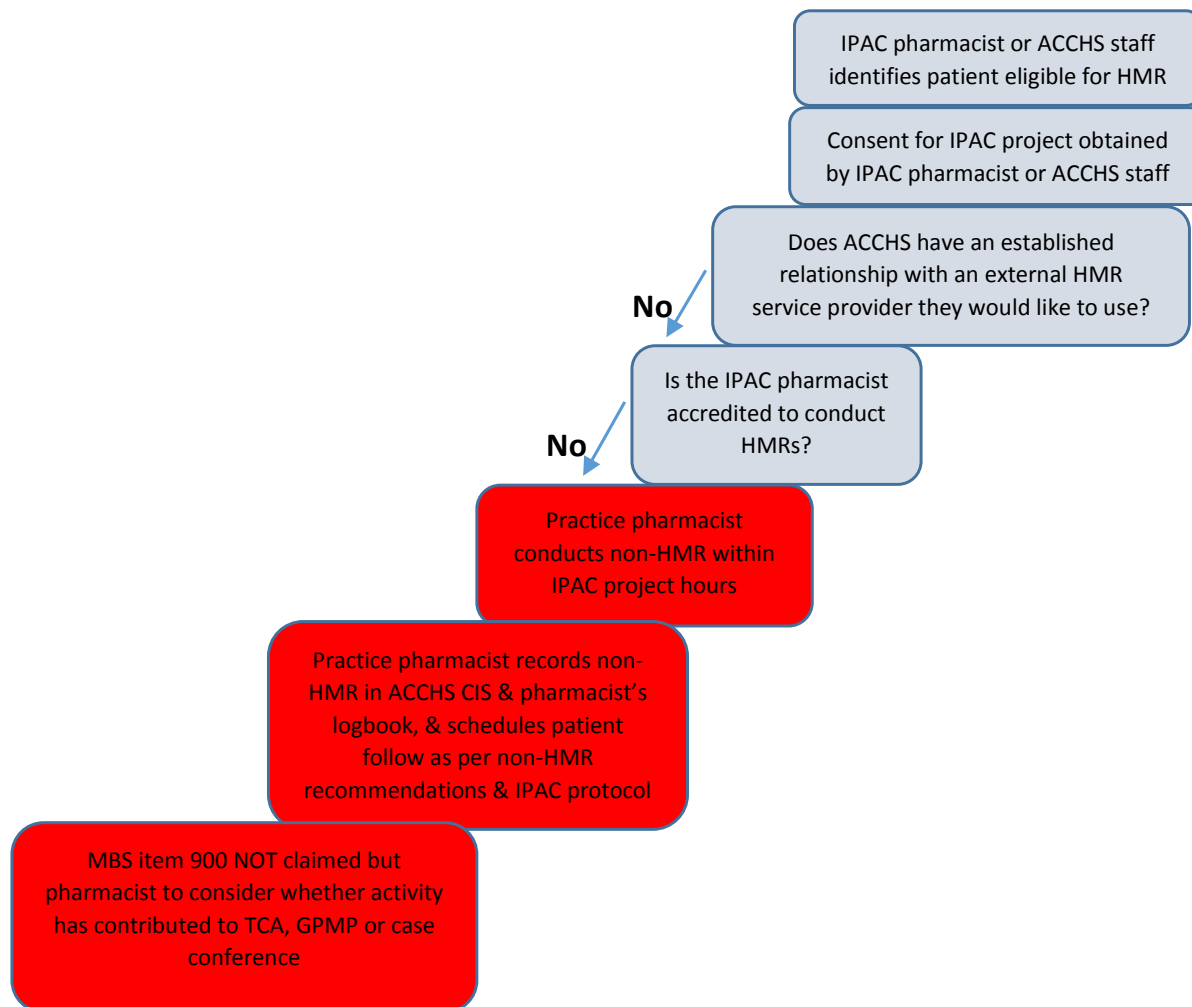 IPAC pharmacist or ACCHS staff
identifies patient eligible for HMR
Consent for IPAC project obtained
by IPAC pharmacist or ACCHS staff
Does ACCHS have an established
relationship with an external HMR
service provider they would like to use?
No
Is the IPAC pharmacist
accredited to conduct
HMRs?
No
Practice pharmacist
conducts non-HMR within
IPAC project hours
Practice pharmacist records non-
HMR in ACCHS CIS & pharmacist’s
logbook, & schedules patient
follow as per non-HMR
recommendations & IPAC protocol
MBS item 900 NOT claimed but
pharmacist to consider whether activity
has contributed to TCA, GPMP or case
conference